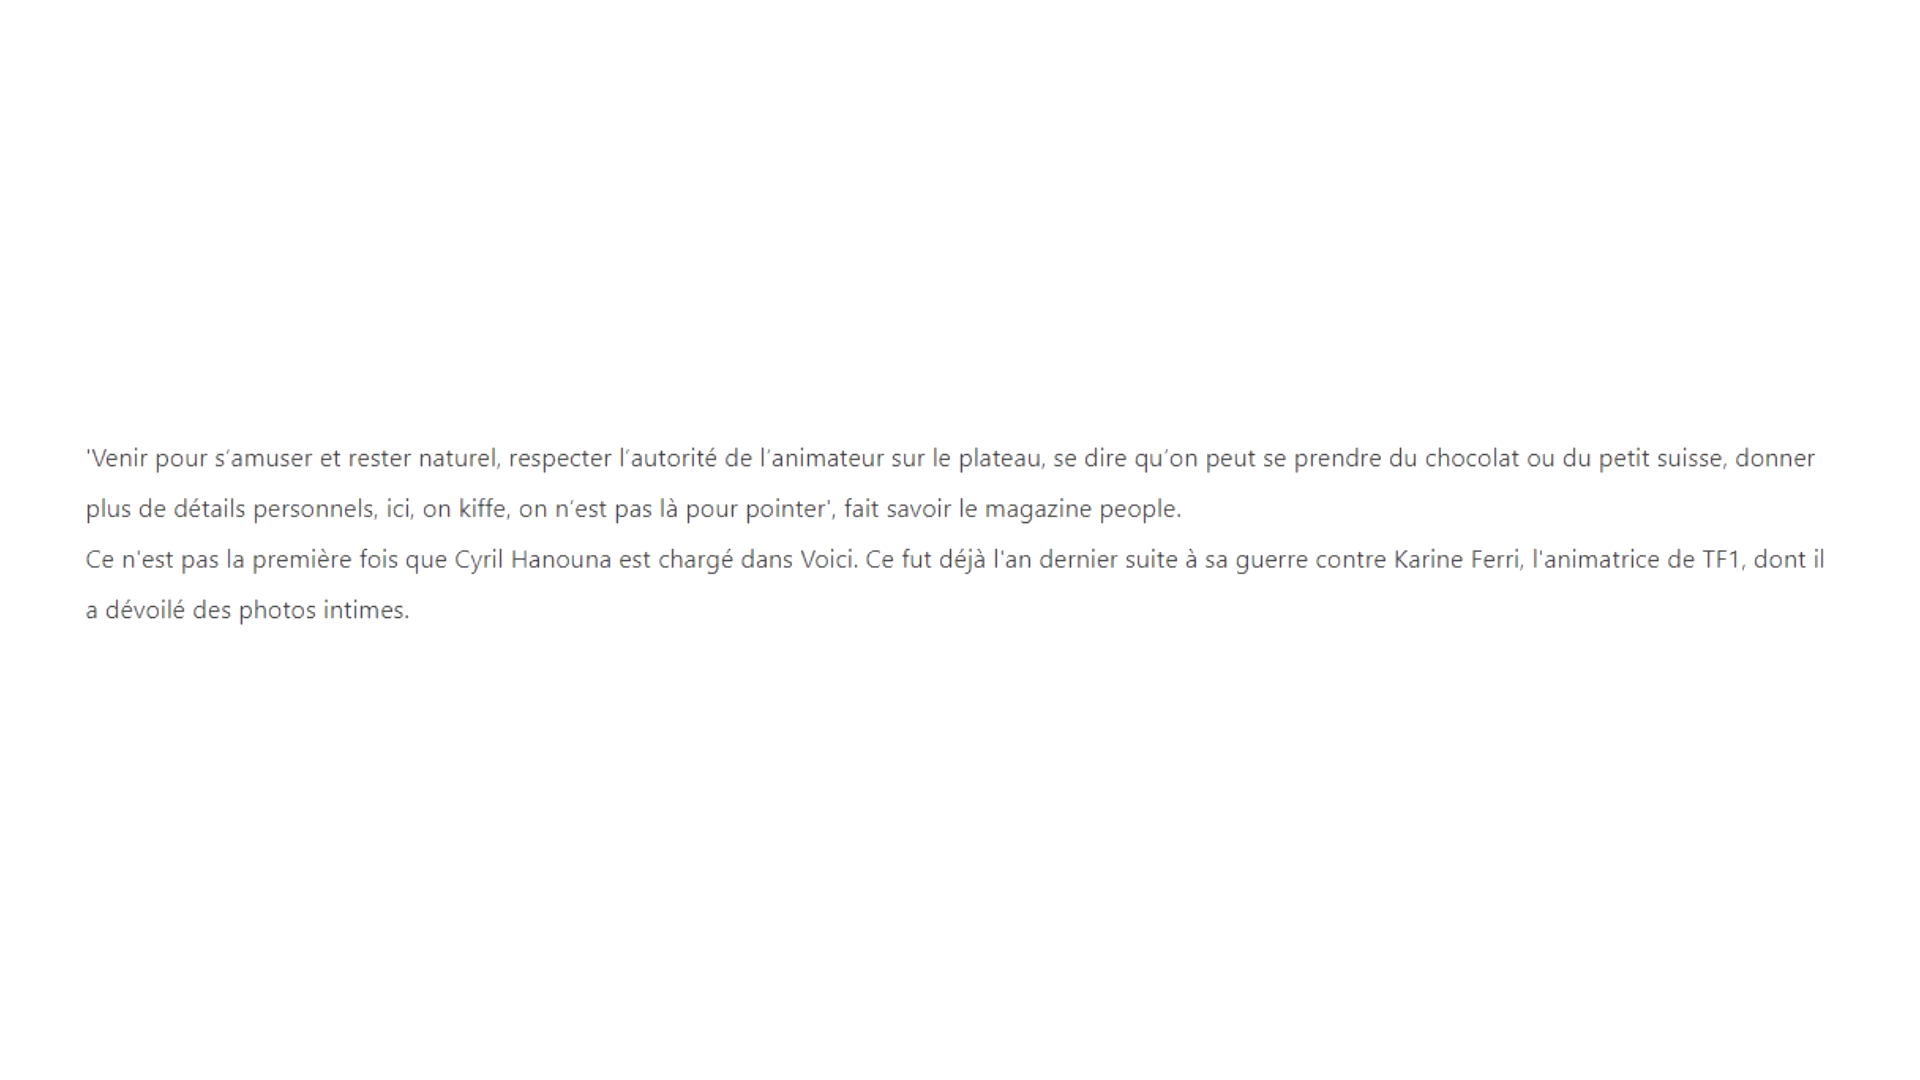 'Venir pour s’amuser et rester naturel, respecter l’autorité de l’animateur sur le plateau, se dire qu’on peut se prendre du chocolat ou du petit suisse, donner
plus de détails personnels, ici, on kiffe, on n’est pas là pour pointer', fait savoir le magazine people.
Ce n'est pas la première fois que Cyril Hanouna est chargé dans Voici. Ce fut déjà l'an dernier suite à sa guerre contre Karine Ferri, l'animatrice de TF1, dont il
a dévoilé des photos intimes.